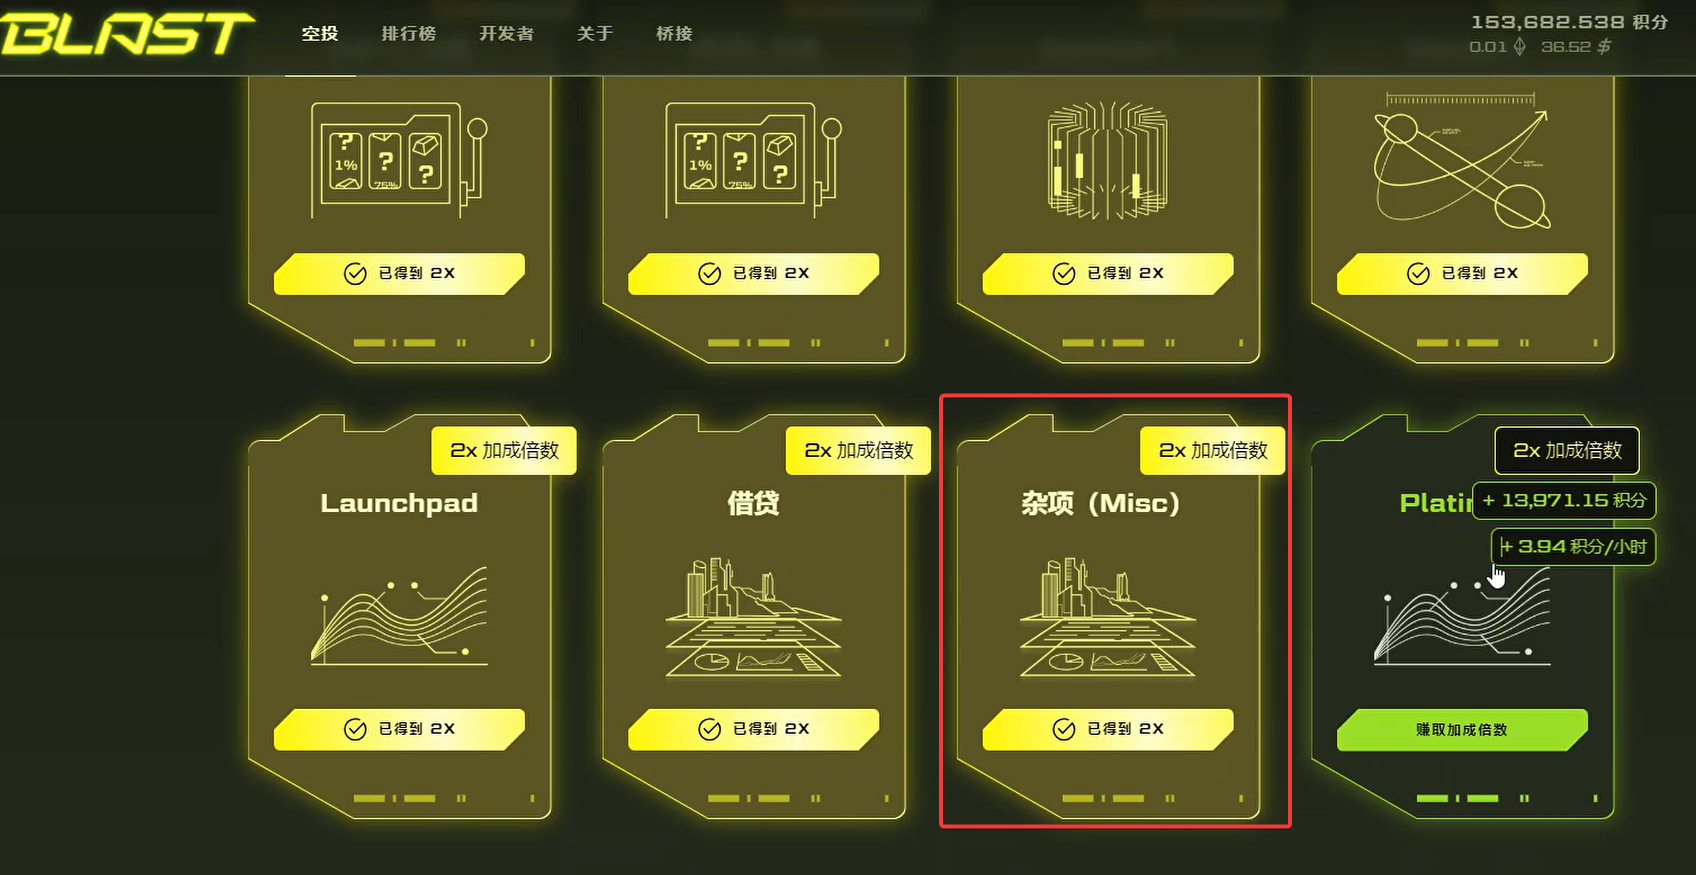 BLAST
空投 排行榜 开发者 关于 桥接
153,682.538 积分
0.01 36.52 $
? 1% ? 75% ?
? 1% ? 75% ?
已得到 2X
已得到 2X
已得到 2X
已得到 2X
2x 加成倍数
Launchpad
已得到 2X
2x 加成倍数
借贷
已得到 2X
2x 加成倍数
杂项（Misc）
已得到 2X
2x 加成倍数
Platin
+ 13,971.15 积分
+ 3.94 积分/小时
赚取加成倍数